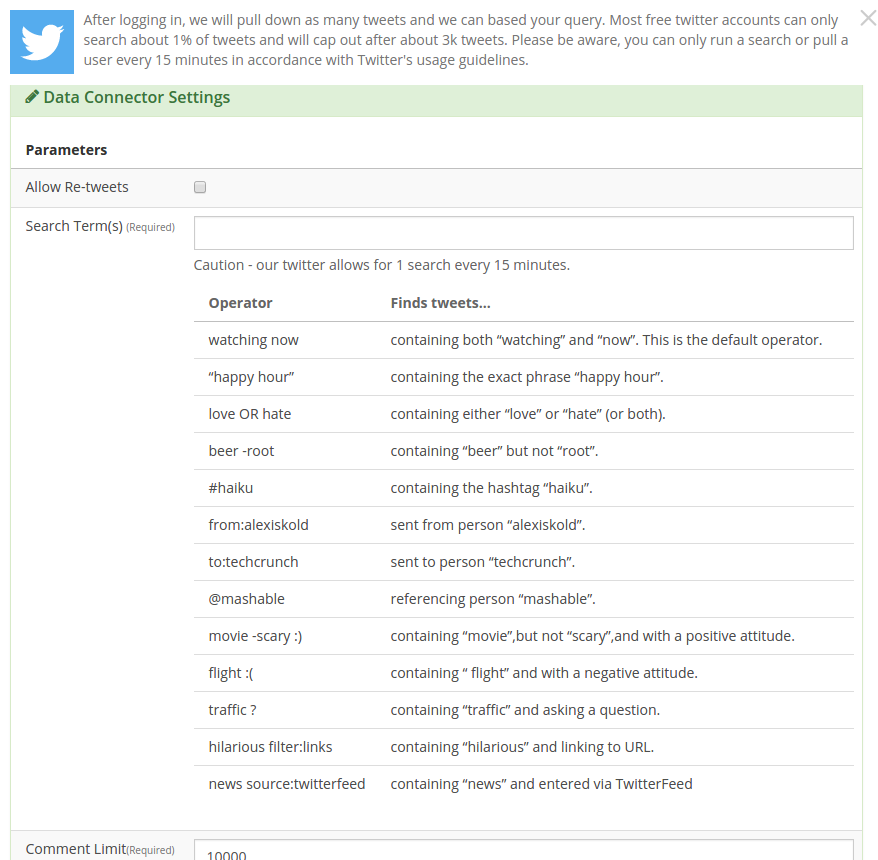 After logging in, we will pull down as many tweets and we can based your query. Most free twitter accounts can only
search about 1% of tweets and will cap out after about 3k tweets. Please be aware, you can only run a search or pull a
user every 15 minutes in accordance with Twitter's usage guidelines.
Data Connector Settings
Parameters
Allow Re-tweets
Search Term(s) (Required)
Caution - our twitter allows for 1 search every 15 minutes.
Operator Finds tweets...
watching now containing both “watching” and “now”. This is the default operator.
“happy hour” containing the exact phrase “happy hour”.
love OR hate containing either “love” or “hate” (or both).
beer -root containing “beer” but not “root”.
#haiku containing the hashtag “haiku”.
from:alexiskold sent from person “alexiskold”.
to:techcrunch sent to person “techcrunch”.
@mashable referencing person “mashable”.
movie -scary :) containing “movie”,but not “scary”,and with a positive attitude.
flight :( containing “ flight” and with a negative attitude.
traffic ? containing “traffic” and asking a question.
hilarious filter:links containing “hilarious” and linking to URL.
news source:twitterfeed containing “news” and entered via TwitterFeed
Comment Limit(Required) 10000